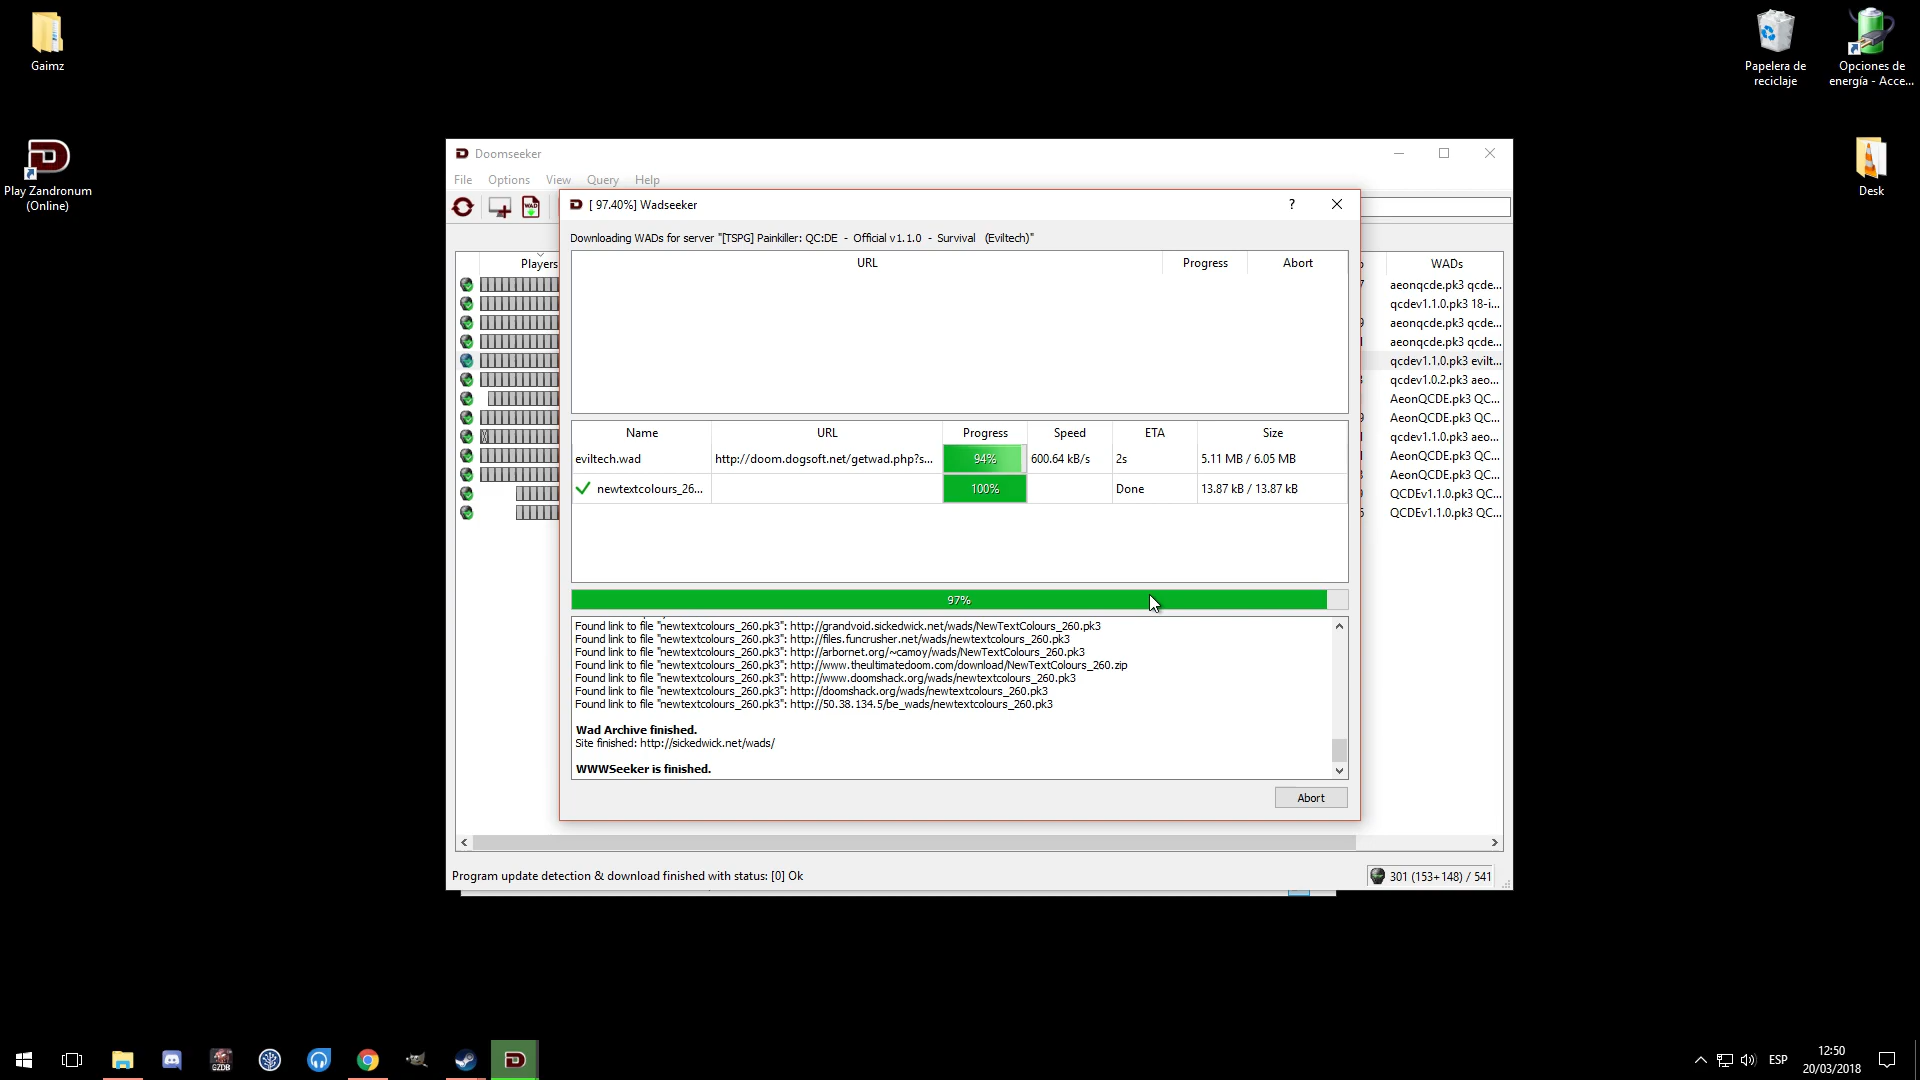 Gaimz
Papelera de
reciclaje
Opciones de
energía - Acce...
Play Zandronum
(Online)
Desk
Doomseeker
File Options View Query Help
[ 97.40%] Wadseeker
Downloading WADs for server "[TSPG] Painkiller: QC:DE - Official v1.1.0 - Survival (Eviltech)"
URL Progress Abort
Players
WADs
aeonqcde.pk3 qcde...
qcdev1.1.0.pk3 18-i...
aeonqcde.pk3 qcde...
aeonqcde.pk3 qcde...
qcdev1.1.0.pk3 evilt...
qcdev1.0.2.pk3 aeo...
AeonQCDE.pk3 QC...
AeonQCDE.pk3 QC...
qcdev1.1.0.pk3 aeo...
AeonQCDE.pk3 QC...
AeonQCDE.pk3 QC...
QCDEv1.1.0.pk3 QC...
QCDEv1.1.0.pk3 QC...
Name URL Progress Speed ETA Size
eviltech.wad http://doom.dogsoft.net/getwad.php?s... 94% 600.64 kB/s 2s 5.11 MB / 6.05 MB
newtextcolours_26... 100% Done 13.87 kB / 13.87 kB
97%
Found link to file "newtextcolours_260.pk3": http://grandvoid.sickedwick.net/wads/NewTextColours_260.pk3
Found link to file "newtextcolours_260.pk3": http://files.funcrusher.net/wads/newtextcolours_260.pk3
Found link to file "newtextcolours_260.pk3": http://arbornet.org/~camoy/wads/NewTextColours_260.pk3
Found link to file "newtextcolours_260.pk3": http://www.theultimatedoom.com/download/NewTextColours_260.zip
Found link to file "newtextcolours_260.pk3": http://www.doomshack.org/wads/newtextcolours_260.pk3
Found link to file "newtextcolours_260.pk3": http://doomshack.org/wads/newtextcolours_260.pk3
Found link to file "newtextcolours_260.pk3": http://50.38.134.5/be_wads/newtextcolours_260.pk3
Wad Archive finished.
Site finished: http://sickedwick.net/wads/
WWWSeeker is finished.
Abort
Program update detection & download finished with status: [0] Ok
301 (153+148) / 541
GZDB
ESP
12:50
20/03/2018